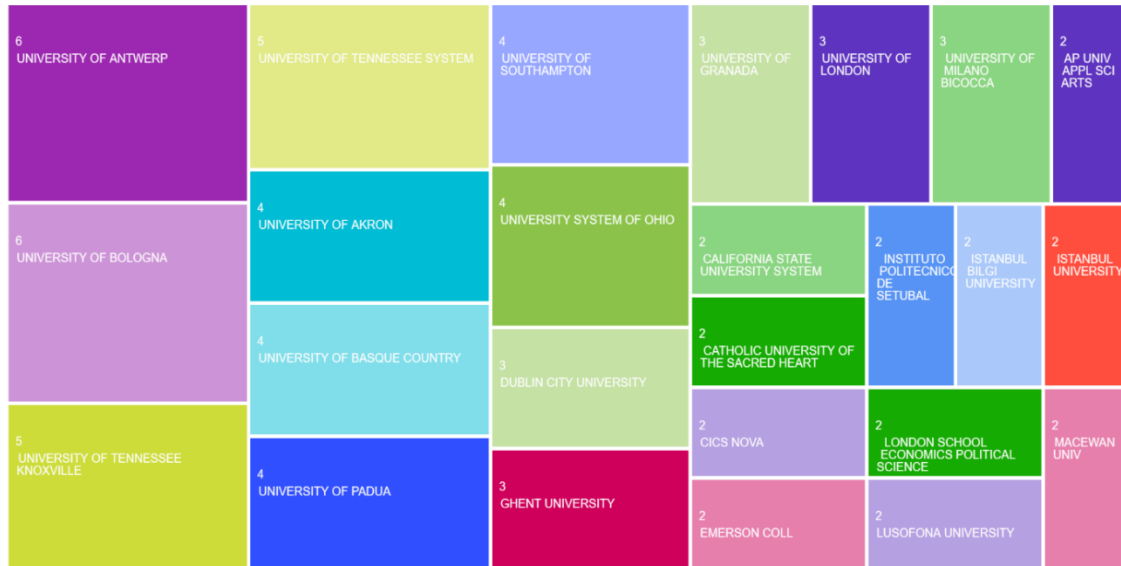 6
UNIVERSITY OF ANTWERP
6
UNIVERSITY OF BOLOGNA
5
UNIVERSITY OF TENNESSEE
KNOXVILLE
5
UNIVERSITY OF TENNESSEE SYSTEM
4
UNIVERSITY OF AKRON
4
UNIVERSITY OF BASQUE COUNTRY
4
UNIVERSITY OF PADUA
4
UNIVERSITY OF
SOUTHAMPTON
4
UNIVERSITY SYSTEM OF OHIO
3
DUBLIN CITY UNIVERSITY
3
GHENT UNIVERSITY
3
UNIVERSITY OF
GRANADA
3
UNIVERSITY OF
LONDON
3
UNIVERSITY OF
MILANO
BICOCCA
2
AP UNIV
APPL SCI
ARTS
2
CALIFORNIA STATE
UNIVERSITY SYSTEM
2
CATHOLIC UNIVERSITY OF
THE SACRED HEART
2
CICS NOVA
2
EMERSON COLL
2
INSTITUTO
POLITECNICO
DE
SETUBAL
2
ISTANBUL
BILGI
UNIVERSITY
2
ISTANBUL
UNIVERSITY
2
LONDON SCHOOL
ECONOMICS POLITICAL
SCIENCE
2
LUSOFONA UNIVERSITY
2
MACEWAN
UNIV